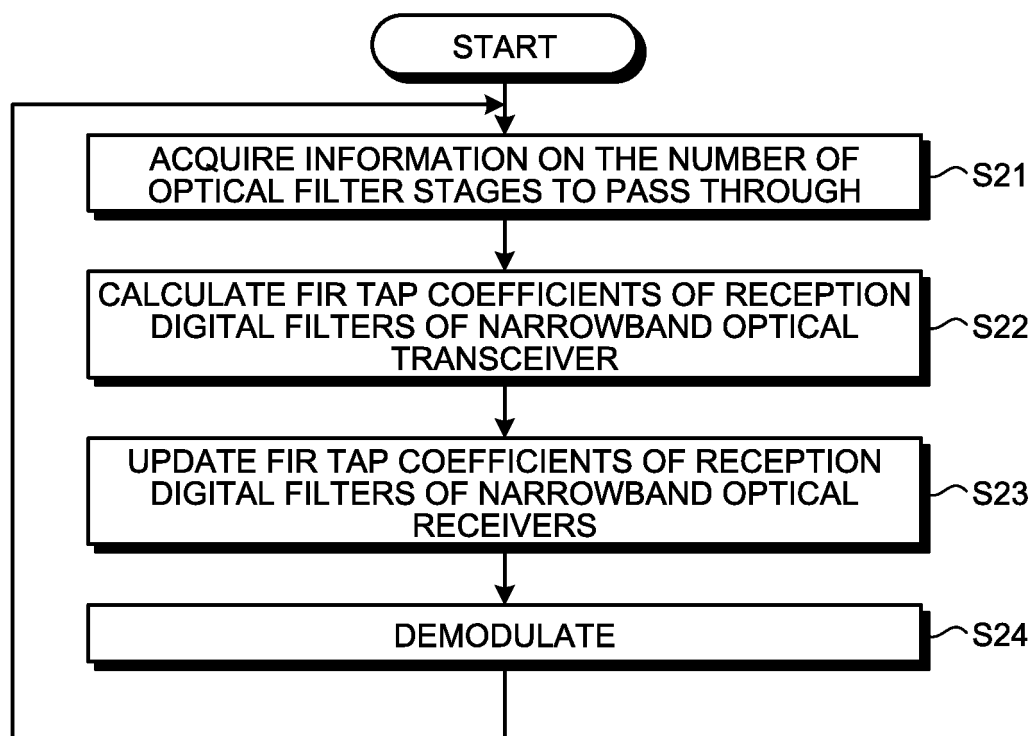 START
ACQUIRE INFORMATION ON THE NUMBER OF
OPTICAL FILTER STAGES TO PASS THROUGH
S21
CALCULATE FIR TAP COEFFICIENTS OF RECEPTION
DIGITAL FILTERS OF NARROWBAND OPTICAL
TRANSCEIVER
S22
UPDATE FIR TAP COEFFICIENTS OF RECEPTION
DIGITAL FILTERS OF NARROWBAND OPTICAL
RECEIVERS
S23
DEMODULATE
S24